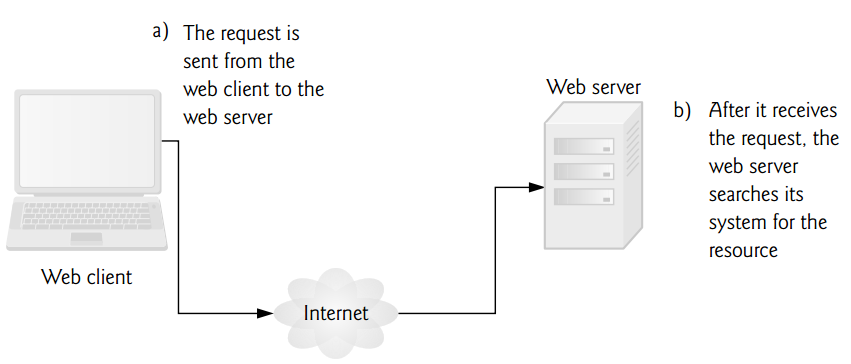 a) The request is
sent from the
web client to the
web server
Web server
b) After it receives
the request, the
web server
searches its
system for the
resource
Web client
Internet